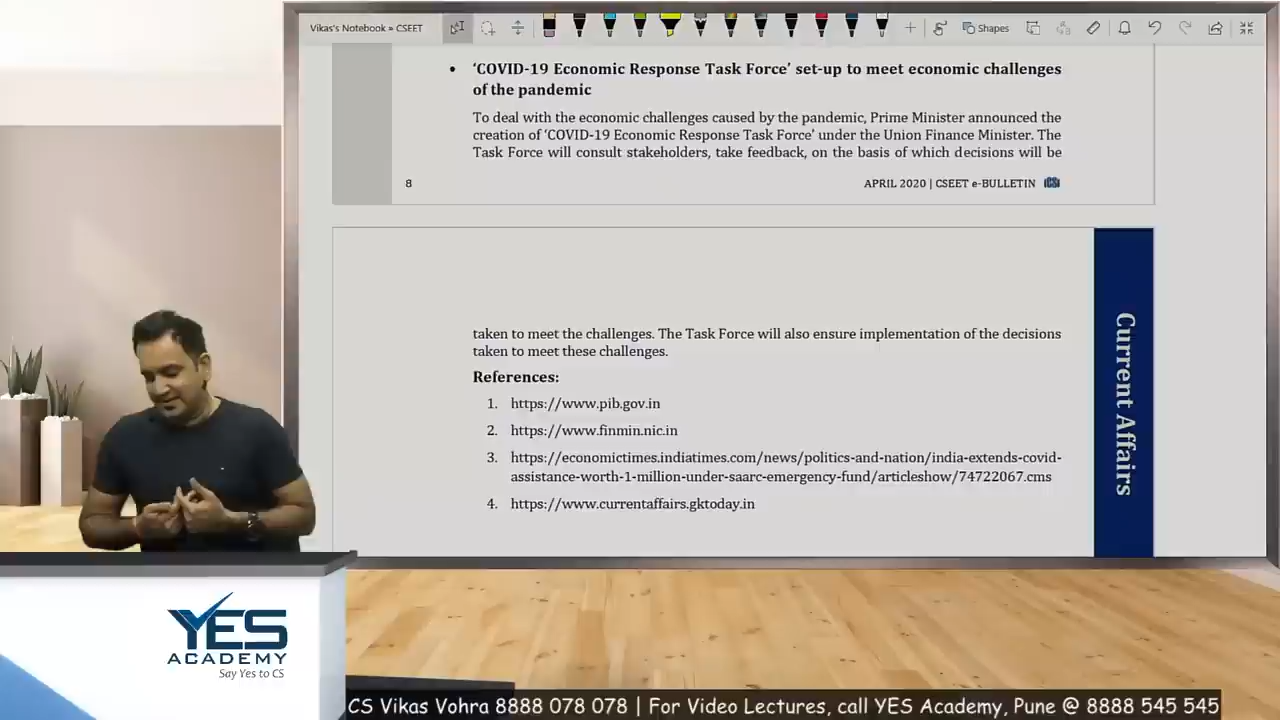 Vikas's Notebook » CSEET
Shapes
• ‘COVID-19 Economic Response Task Force’ set-up to meet economic challenges
of the pandemic
To deal with the economic challenges caused by the pandemic, Prime Minister announced the
creation of ‘COVID-19 Economic Response Task Force’ under the Union Finance Minister. The
Task Force will consult stakeholders, take feedback, on the basis of which decisions will be
8
APRIL 2020 | CSEET e-BULLETIN ICSI
Current Affairs
taken to meet the challenges. The Task Force will also ensure implementation of the decisions
taken to meet these challenges.
References:
1. https://www.pib.gov.in
2. https://www.finmin.nic.in
3. https://economictimes.indiatimes.com/news/politics-and-nation/india-extends-covid-
assistance-worth-1-million-under-saarc-emergency-fund/articleshow/74722067.cms
4. https://www.currentaffairs.gktoday.in
YES
ACADEMY
Say Yes to CS
CS Vikas Vohra 8888 078 078 | For Video Lectures, call YES Academy, Pune @ 8888 545 545